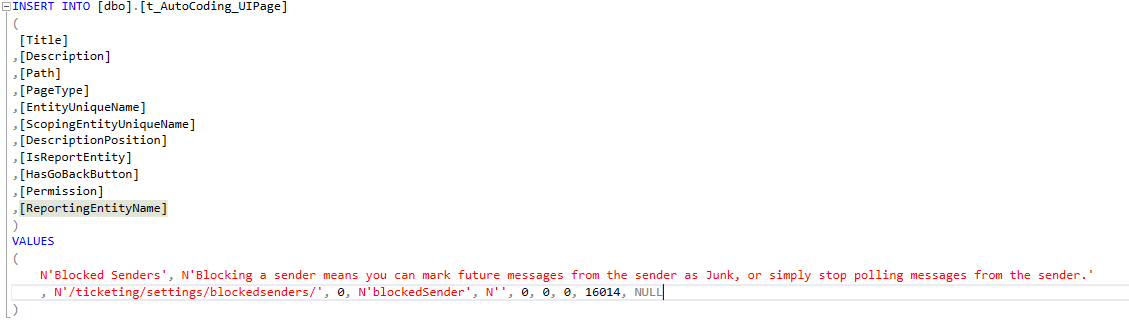 INSERT INTO [dbo].[t_AutoCoding_UIPage]
(
[Title]
,[Description]
,[Path]
,[PageType]
,[EntityUniqueName]
,[ScopingEntityUniqueName]
,[DescriptionPosition]
,[IsReportEntity]
,[HasGoBackButton]
,[Permission]
,[ReportingEntityName]
)
VALUES
(
N'Blocked Senders', N'Blocking a sender means you can mark future messages from the sender as Junk, or simply stop polling messages from the sender.'
, N'/ticketing/settings/blockedsenders/', 0, N'blockedSender', N'', 0, 0, 0, 16014, NULL
)